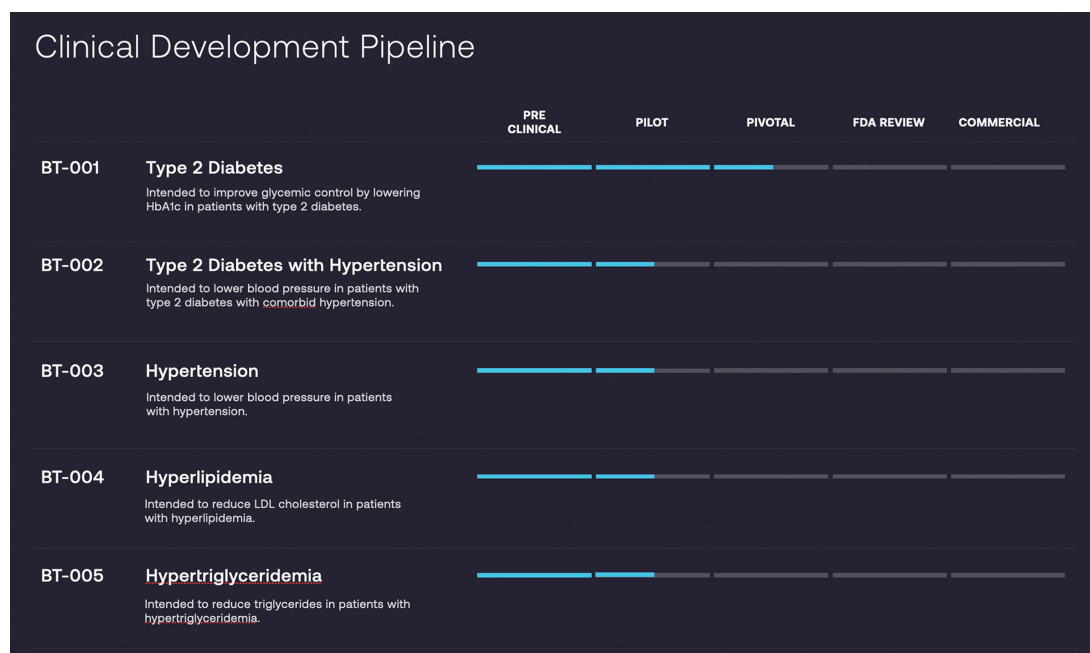 Clinical Development Pipeline
PRE
CLINICAL
PILOT
PIVOTAL
FDA REVIEW
COMMERCIAL
BT-001
Type 2 Diabetes
Intended to improve glycemic control by lowering
HbA1c in patients with type 2 diabetes.
BT-002
Type 2 Diabetes with Hypertension
Intended to lower blood pressure in patients with
type 2 diabetes with comorbid hypertension.
BT-003
Hypertension
Intended to lower blood pressure in patients
with hypertension.
BT-004
Hyperlipidemia
Intended to reduce LDL cholesterol in patients
with hyperlipidemia.
BT-005
Hypertriglyceridemia
Intended to reduce triglycerides in patients with
hypertriglyceridemia.